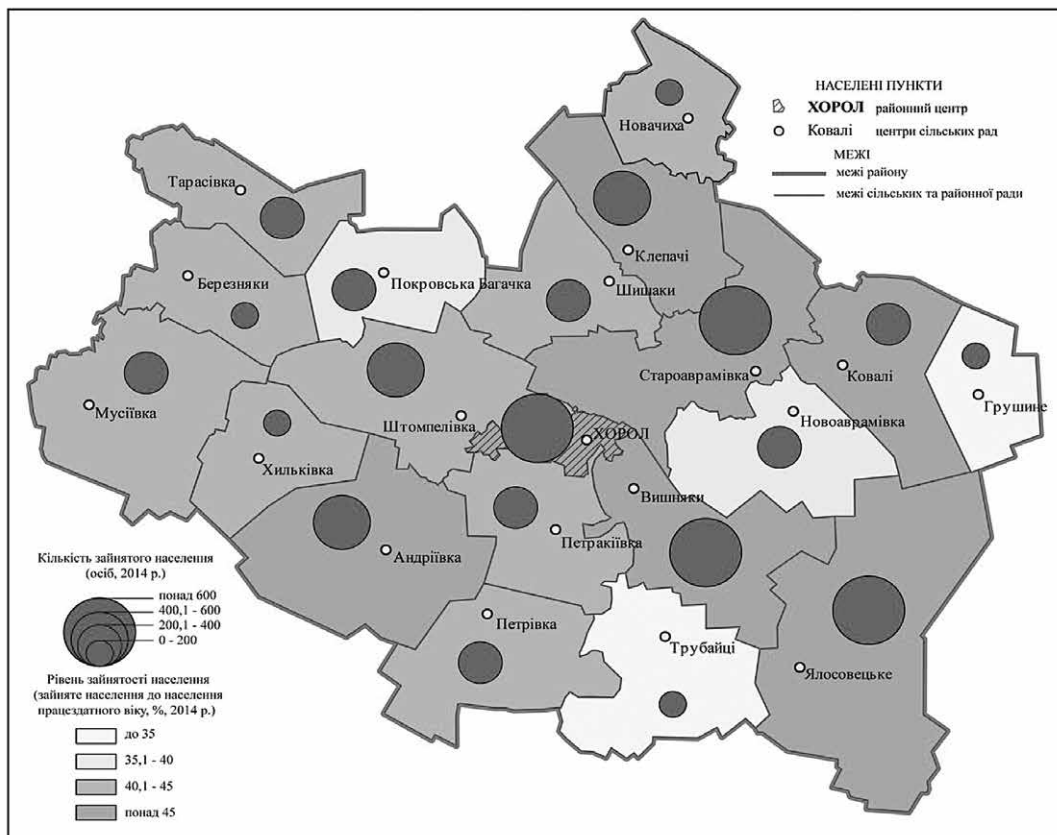 НАСЕЛЕНІ ПУНКТИ
ХОРОЛ районний центр
Ковалі центри сільських рад
МЕЖІ
межі району
межі сільських та районної ради
Новачиха
Тарасівка
Клепачі
Березняки
Покровська Багачка
Шишаки
Староаврамівка
Ковалі
Грушине
Мусіївка
Штомпелівка
Новоаврамівка
ХОРОЛ
Хильківка
Вишняки
Андріївка
Петракіївка
Петрівка
Трубайці
Ялосовецьке
Кількість зайнятого населення
(осіб, 2014 р.)
понад 600
400,1 - 600
200,1 - 400
0 - 200
Рівень зайнятості населення
(зайняте населення до населення
працездатного віку, %, 2014 р.)
до 35
35,1 - 40
40,1 - 45
понад 45